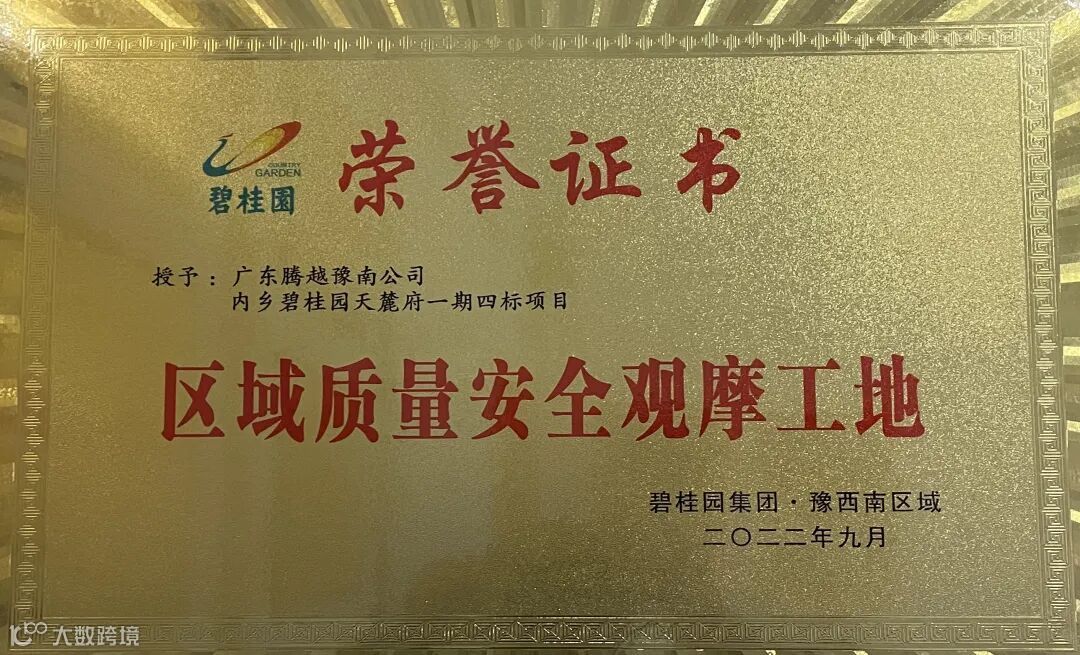 COUNTRY
GARDEN
碧桂園
荣誉证书
授予：广东腾越豫南公司
内乡碧桂园天麓府一期四标项目
区域质量安全观摩工地
碧桂园集团·豫西南区域
二〇二二年九月
大数跨境